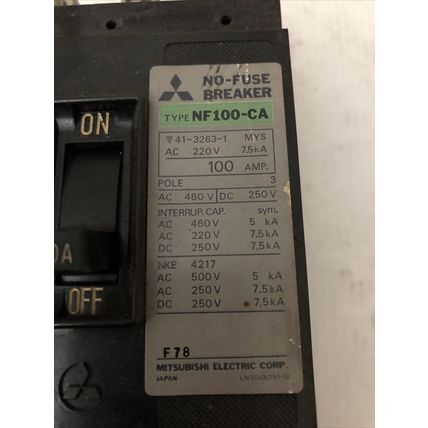 NO-FUSE
BREAKER
TYPE NF100-CA
41-3263-1 MYS
AC 220V 7.5kA
100 AMP.
POLE 3
AC 460V DC 250V
INTERRUP. CAP. sym.
AC 460V 5 kA
AC 220V 7.5kA
DC 250V 7.5kA
NKE 4217
AC 500V 5 kA
AC 250V 7.5kA
DC 250V 7.5kA
F78
MITSUBISHI ELECTRIC CORP.
JAPAN
ON
0A
OFF